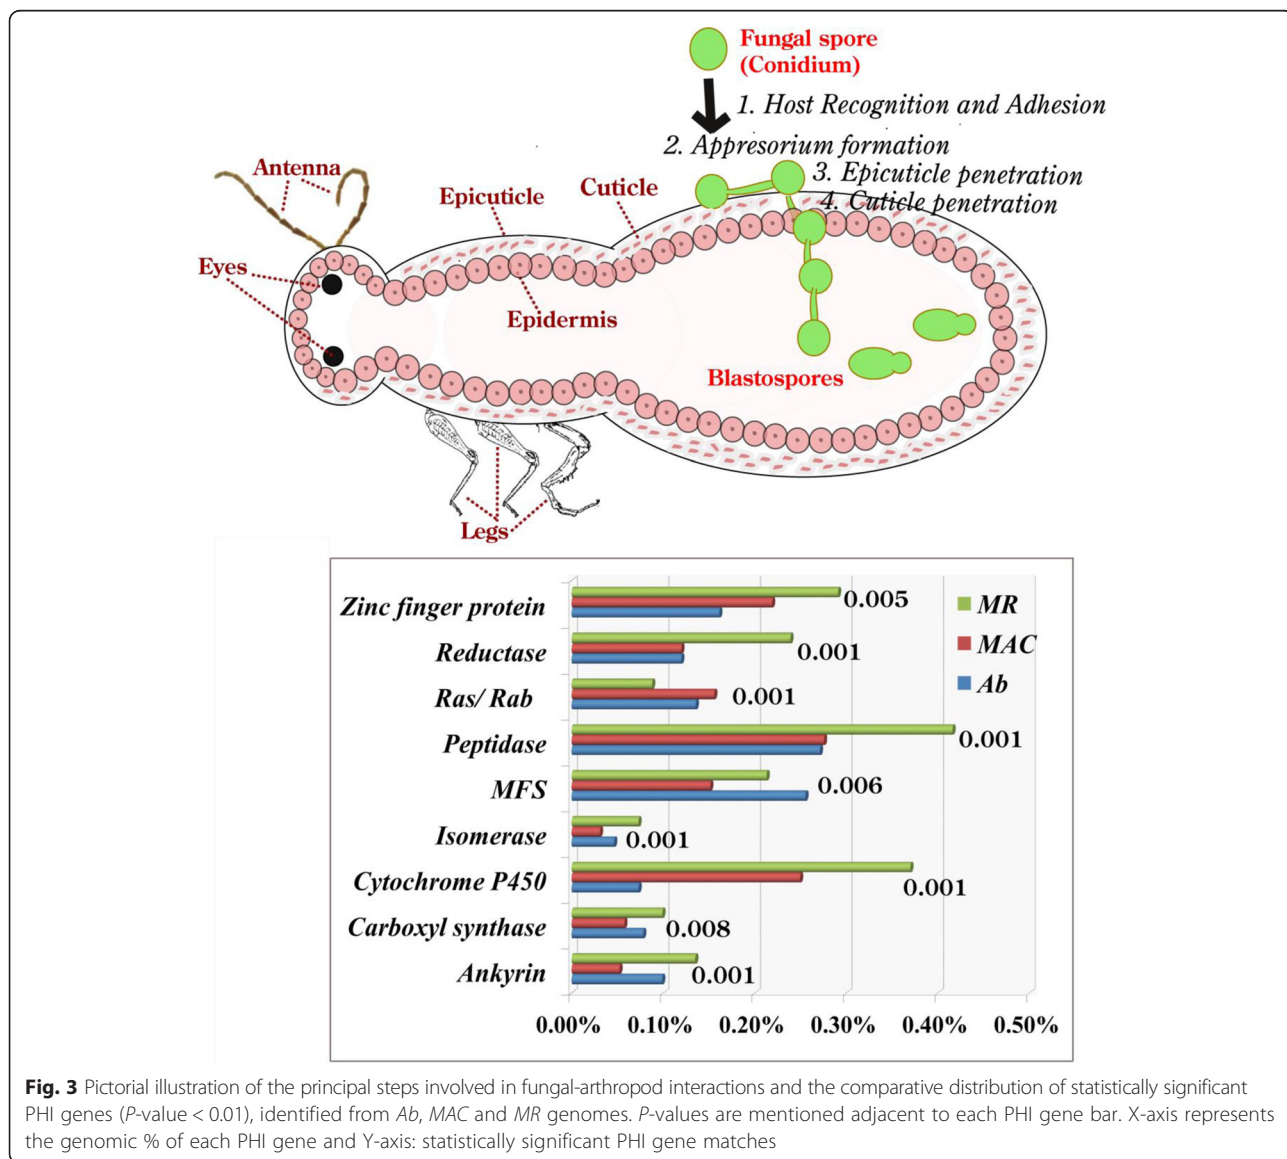 Fungal spore
(Conidium)
1. Host Recognition and Adhesion
2. Appresorium formation
3. Epicuticle penetration
4. Cuticle penetration
Antenna
Epicuticle
Cuticle
Eyes
Epidermis
Blastospores
Legs
Zinc finger protein
0.005
MR
Reductase
0.001
MAC
Ras/ Rab
0.001
Ab
Peptidase
0.001
MFS
0.006
Isomerase
0.001
Cytochrome P450
0.001
Carboxyl synthase
0.008
Ankyrin
0.001
0.00% 0.10% 0.20% 0.30% 0.40% 0.50%
Fig. 3 Pictorial illustration of the principal steps involved in fungal-arthropod interactions and the comparative distribution of statistically significant
PHI genes (P-value < 0.01), identified from Ab, MAC and MR genomes. P-values are mentioned adjacent to each PHI gene bar. X-axis represents
the genomic % of each PHI gene and Y-axis: statistically significant PHI gene matches